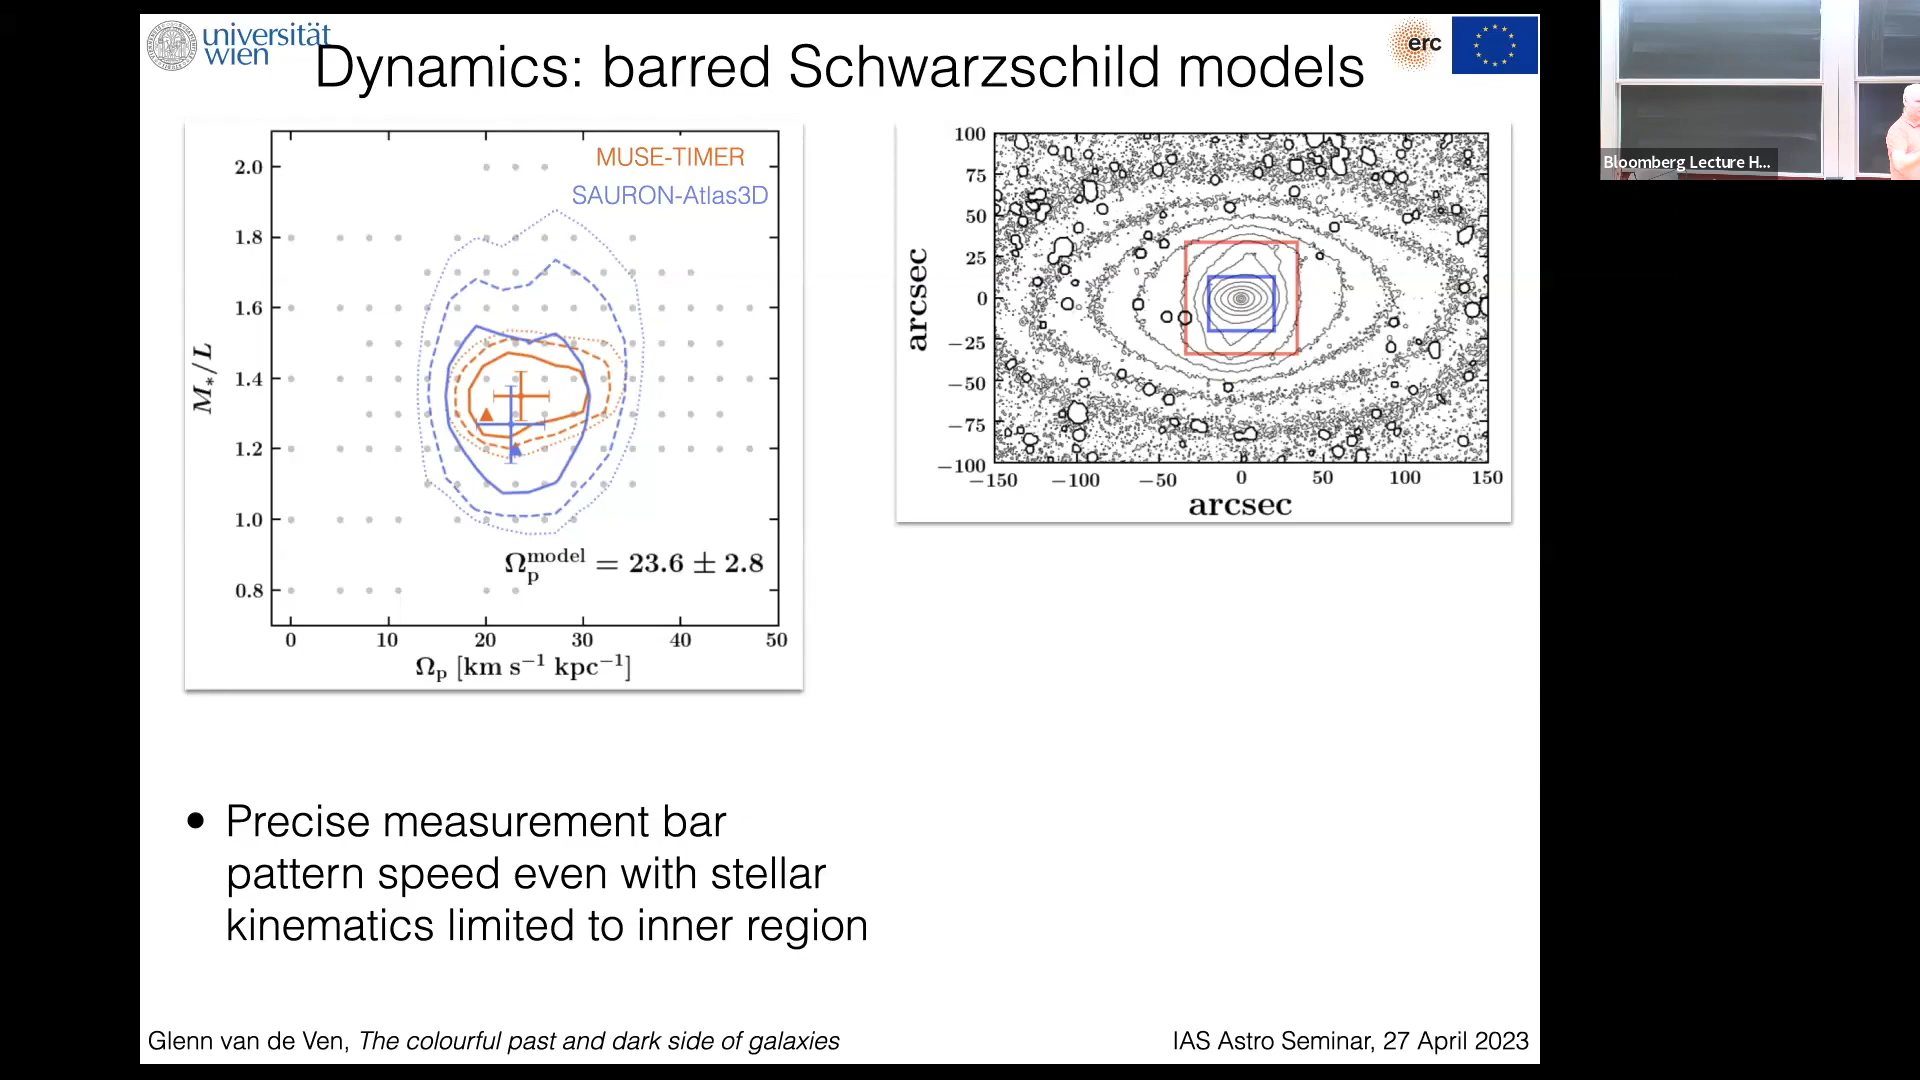 universität
wien
Dynamics: barred Schwarzschild models
erc
MUSE-TIMER
SAURON-Atlas3D
2.0
1.8
1.6
1.4
1.2
1.0
0.8
M*/L
Ωp^model = 23.6 ± 2.8
0 10 20 30 40 50
Ωp [km s−1 kpc−1]
100
75
50
25
0
−25
−50
−75
−100
arcsec
−150 −100 −50 0 50 100 150
arcsec
Bloomberg Lecture H...
• Precise measurement bar
pattern speed even with stellar
kinematics limited to inner region
Glenn van de Ven, The colourful past and dark side of galaxies
IAS Astro Seminar, 27 April 2023